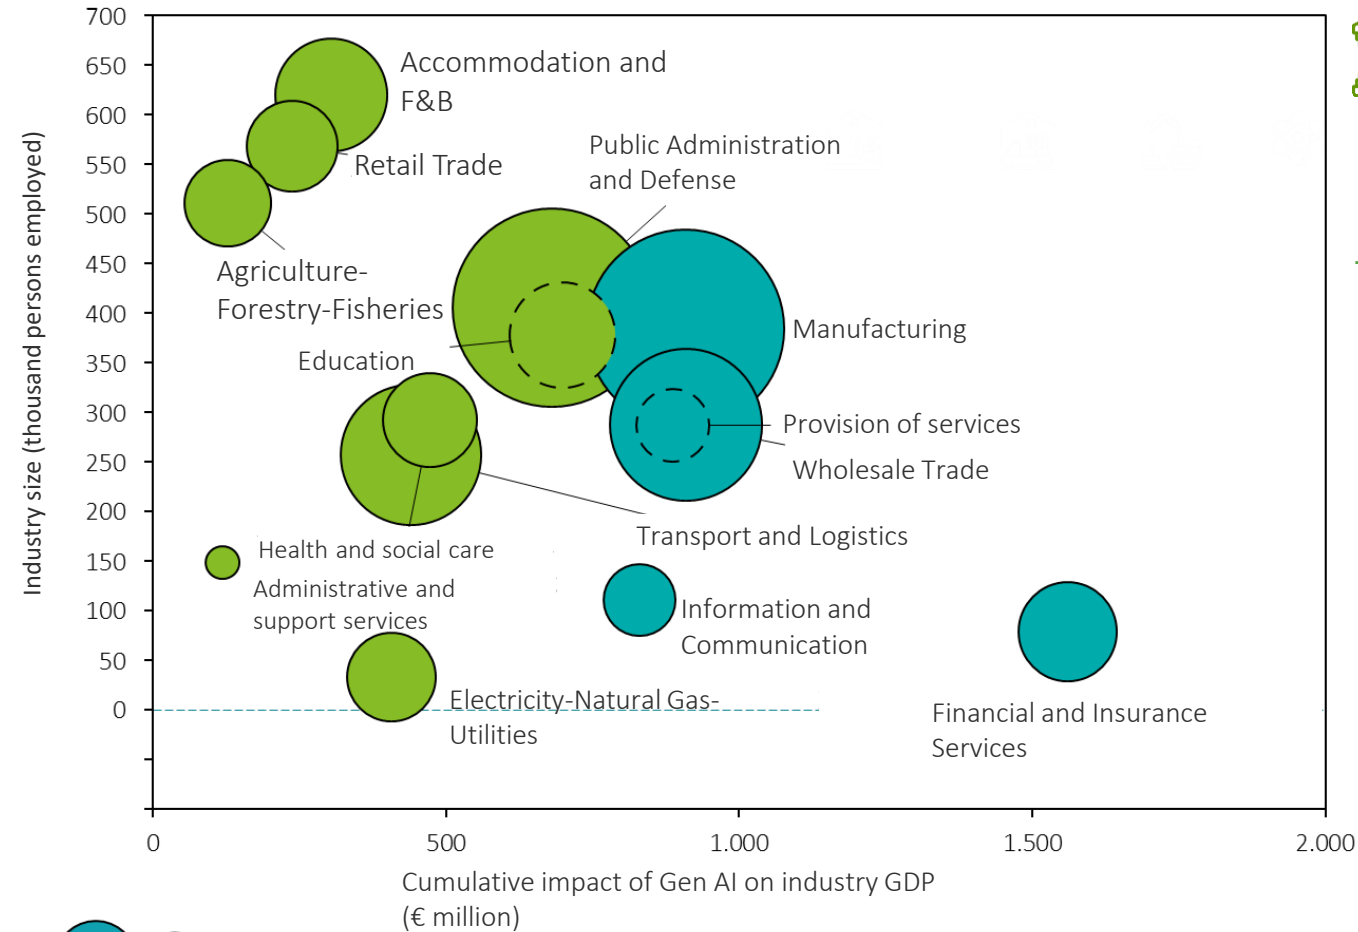 700
650
600
550
500
450
400
350
300
250
200
150
100
50
0
Industry size (thousand persons employed)
Accommodation and
F&B
Retail Trade
Public Administration
and Defense
Agriculture-
Forestry-Fisheries
Manufacturing
Education
Provision of services
Wholesale Trade
Transport and Logistics
Health and social care
Administrative and
support services
Information and
Communication
Electricity-Natural Gas-
Utilities
Financial and Insurance
Services
0
500
1.000
1.500
2.000
Cumulative impact of Gen AI on industry GDP
(€ million)